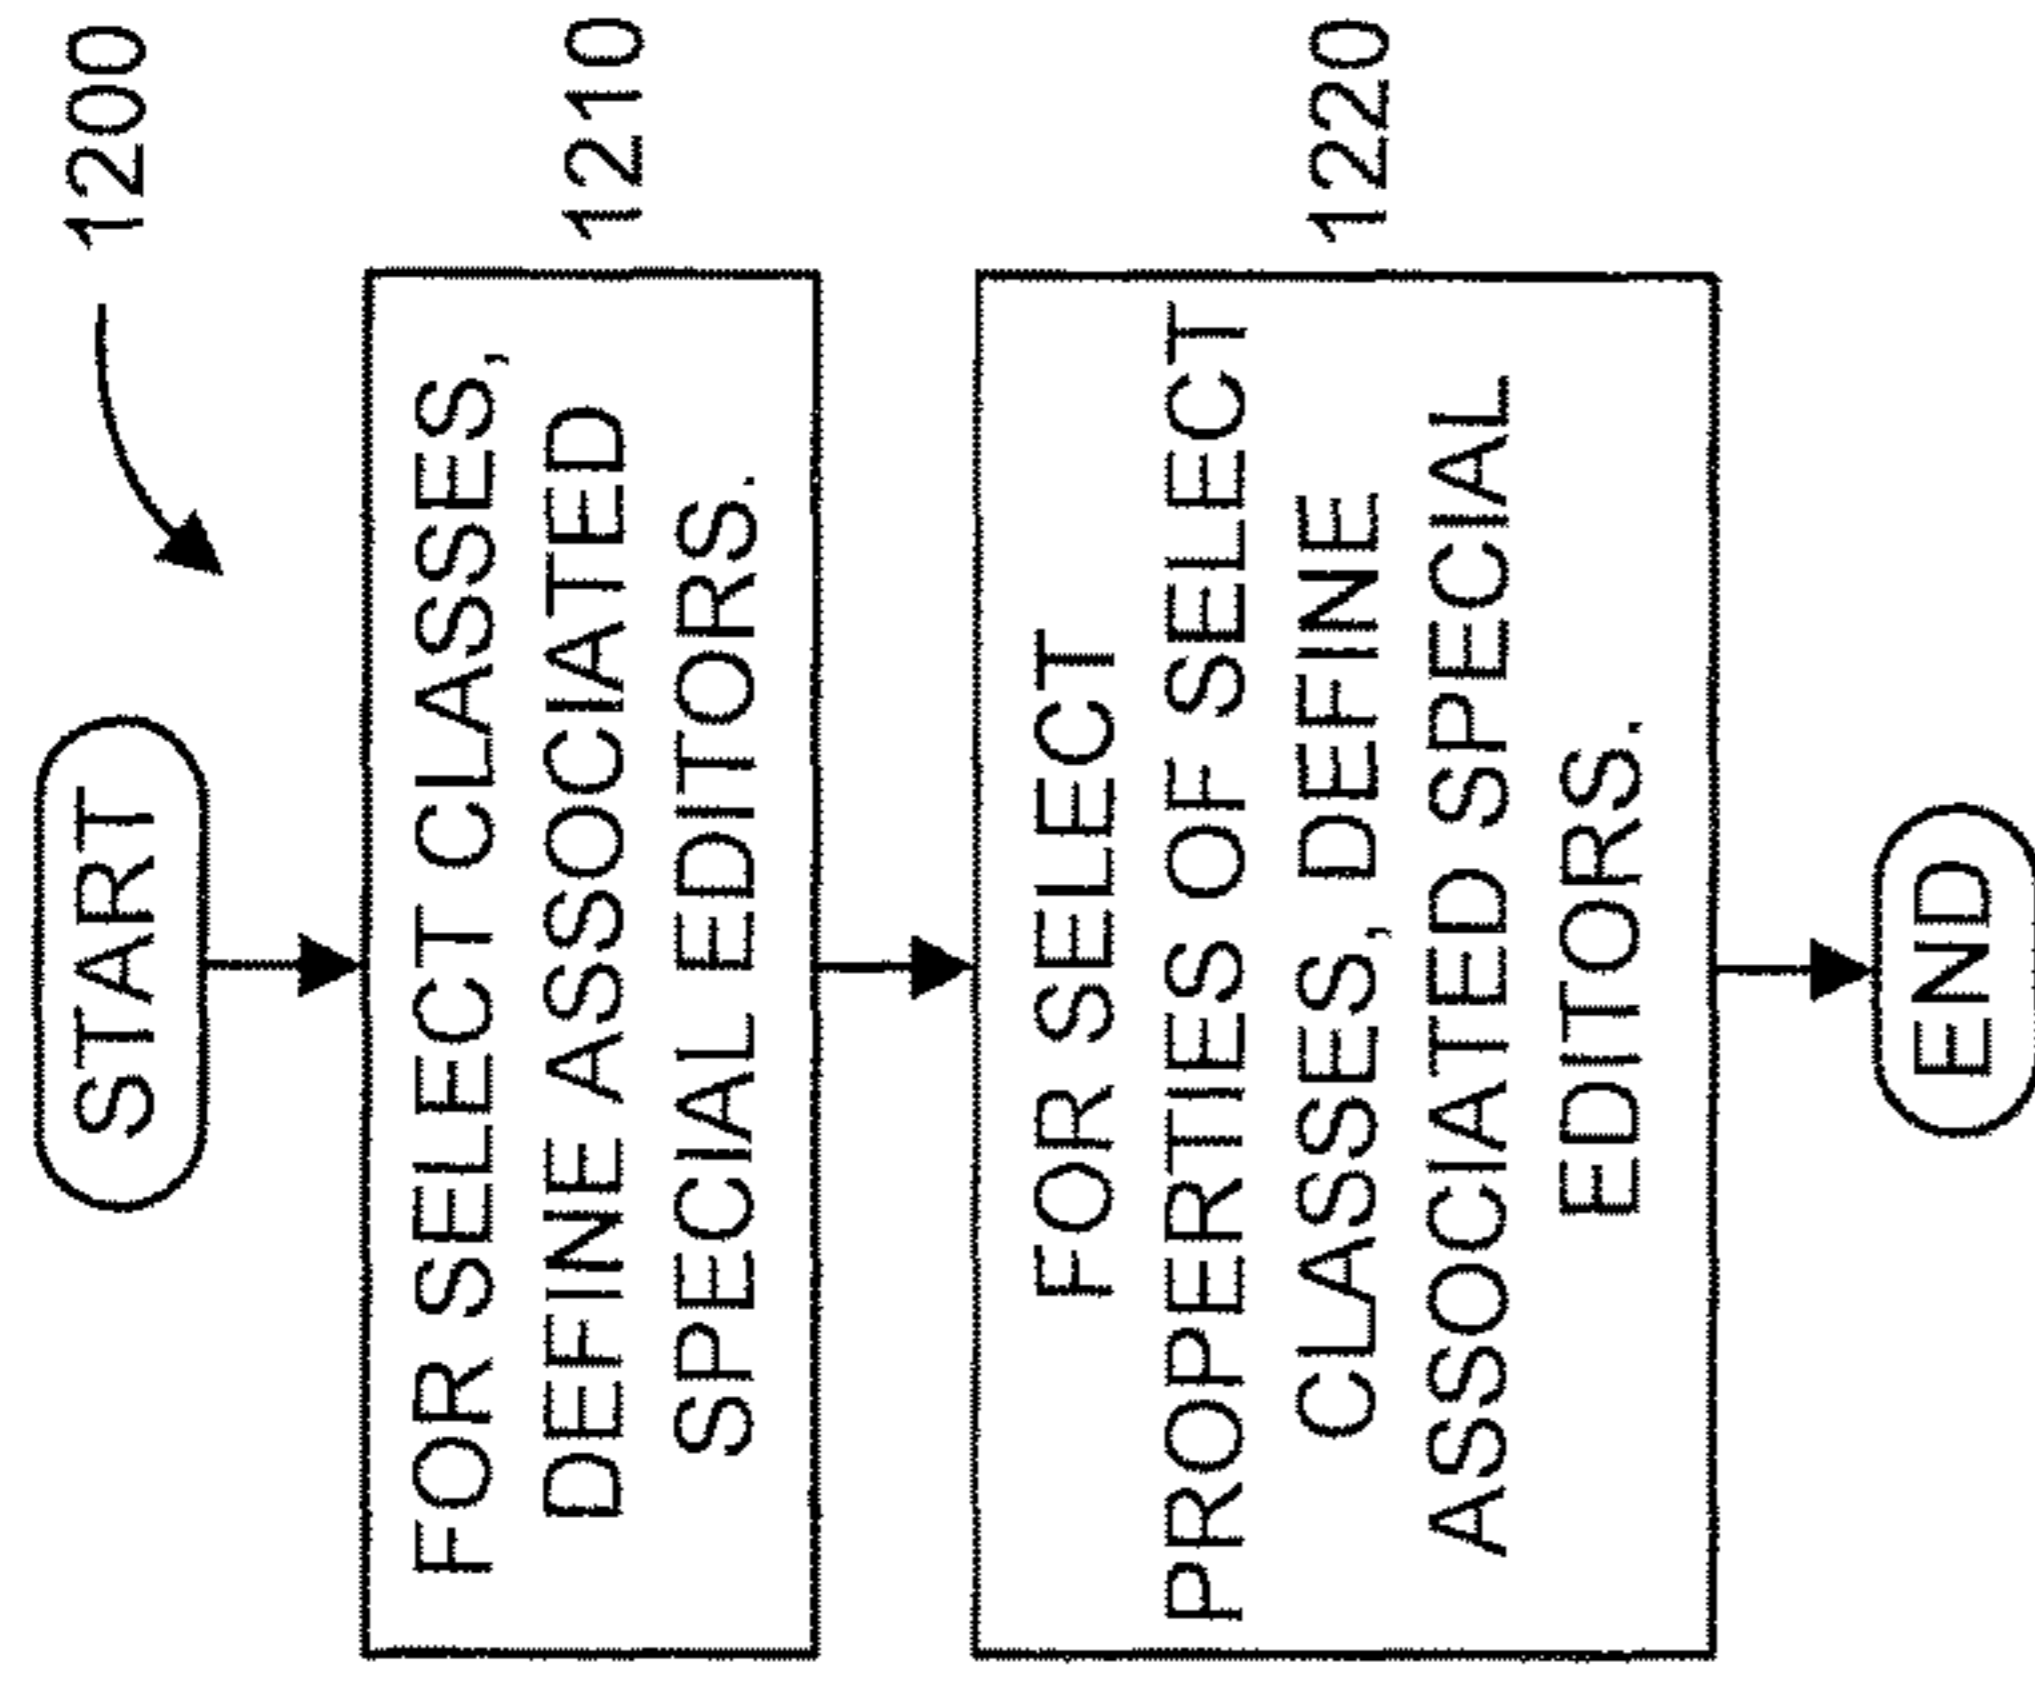 1200
START
FOR SELECT CLASSES,
DEFINE ASSOCIATED
SPECIAL EDITORS.
1210
FOR SELECT
PROPERTIES OF SELECT
CLASSES, DEFINE
ASSOCIATED SPECIAL
EDITORS.
1220
END